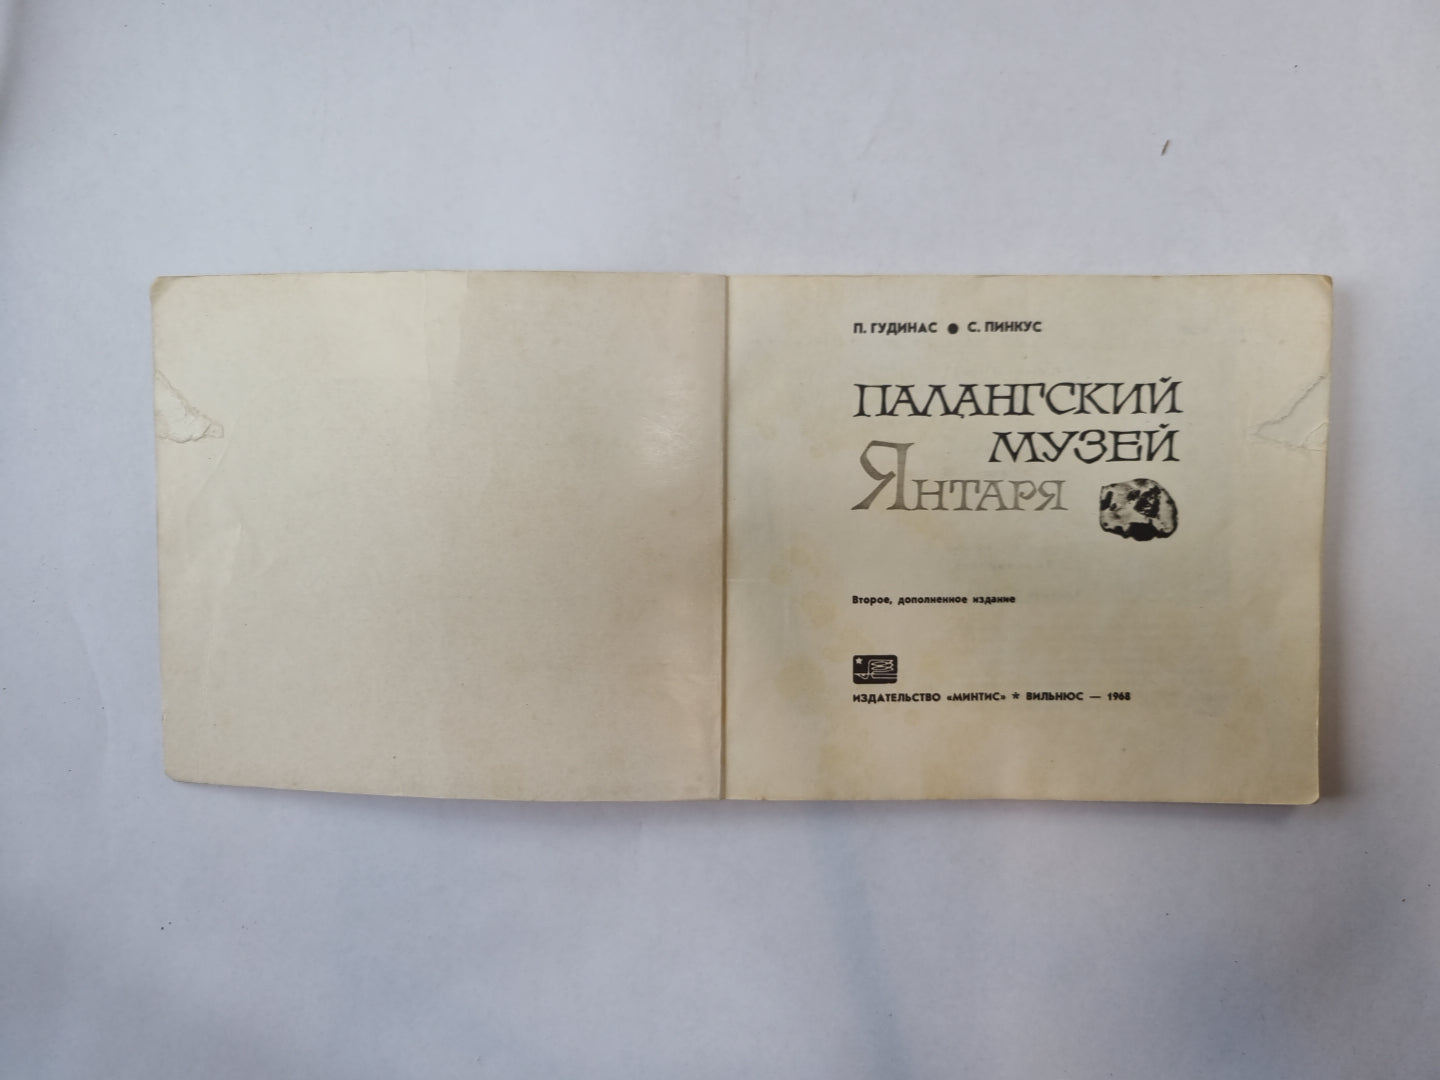 П. ГУДИНАС ● С. ПИНКУС
ПАЛАНГСКИЙ
МУЗЕЙ
ЯНТАРЯ
Второе, дополненное издание
ИЗДАТЕЛЬСТВО «МИНТИС» * ВИЛЬНЮС — 1968